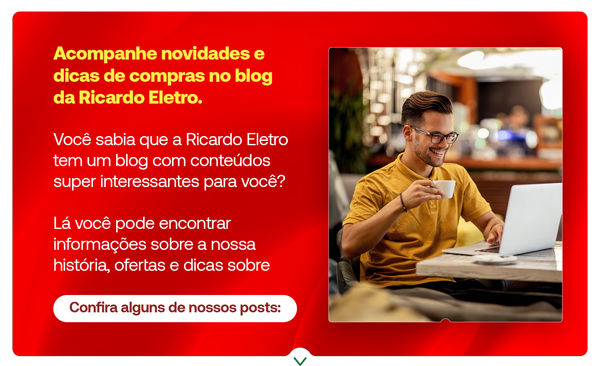 Acompanhe novidades e
dicas de compras no blog
da Ricardo Eletro.
Você sabia que a Ricardo Eletro
tem um blog com conteúdos
super interessantes para você?
Lá você pode encontrar
informações sobre a nossa
história, ofertas e dicas sobre
Confira alguns de nossos posts: